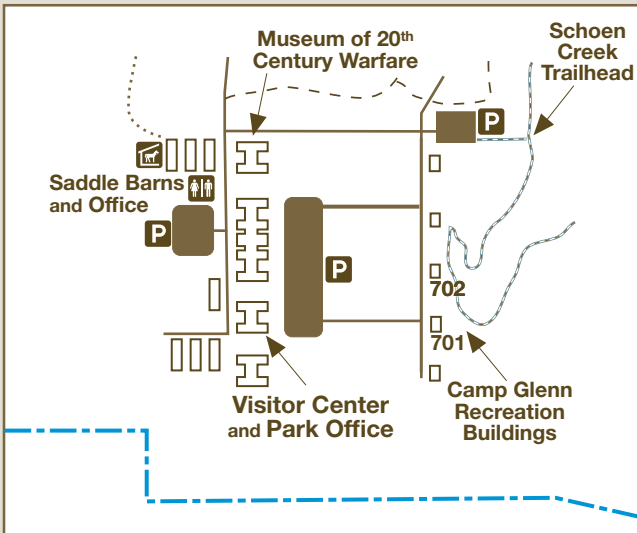 Museum of 20th
Century Warfare
Schoen
Creek
Trailhead
P
Saddle Barns
and Office
P
P
702
701
Visitor Center
and Park Office
Camp Glenn
Recreation
Buildings